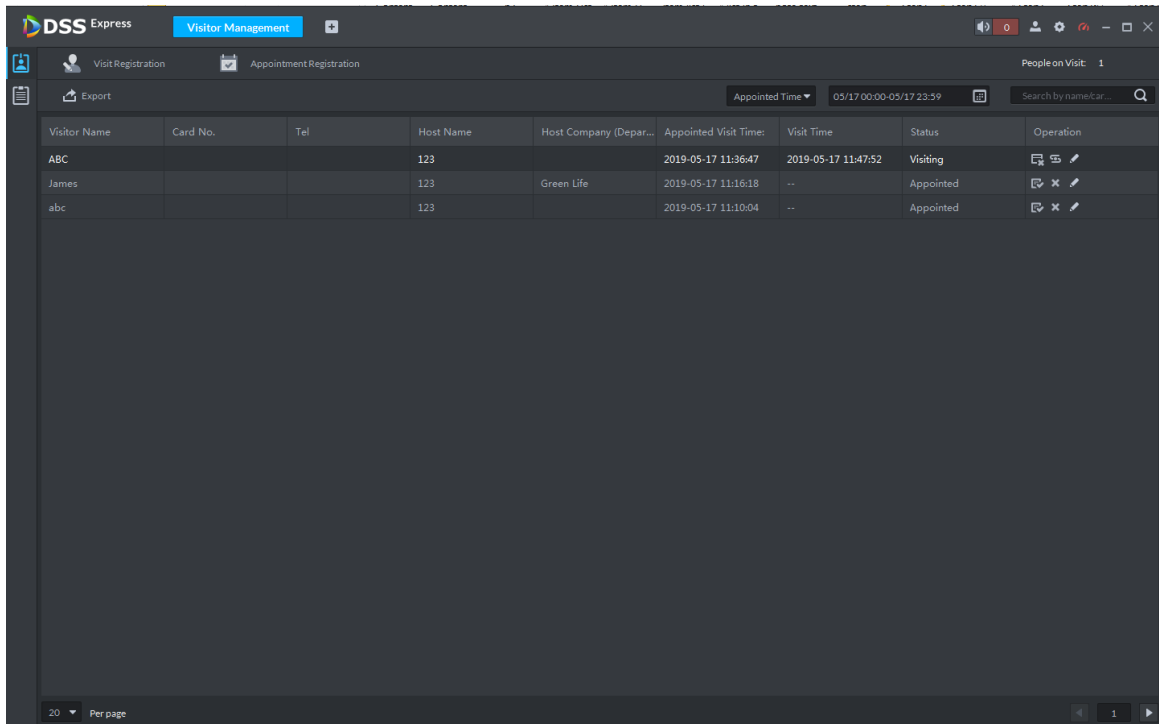 DSS Express Visitor Management 0
Visit Registration Appointment Registration People on Visit: 1
Export Appointed Time 05/17 00:00-05/17 23:59 Search by name/car...
Visitor Name Card No. Tel Host Name Host Company (Depar... Appointed Visit Time: Visit Time Status Operation
ABC 123 2019-05-17 11:36:47 2019-05-17 11:47:52 Visiting
James 123 Green Life 2019-05-17 11:16:18 -- Appointed
abc 123 2019-05-17 11:10:04 -- Appointed
20 Per page 1